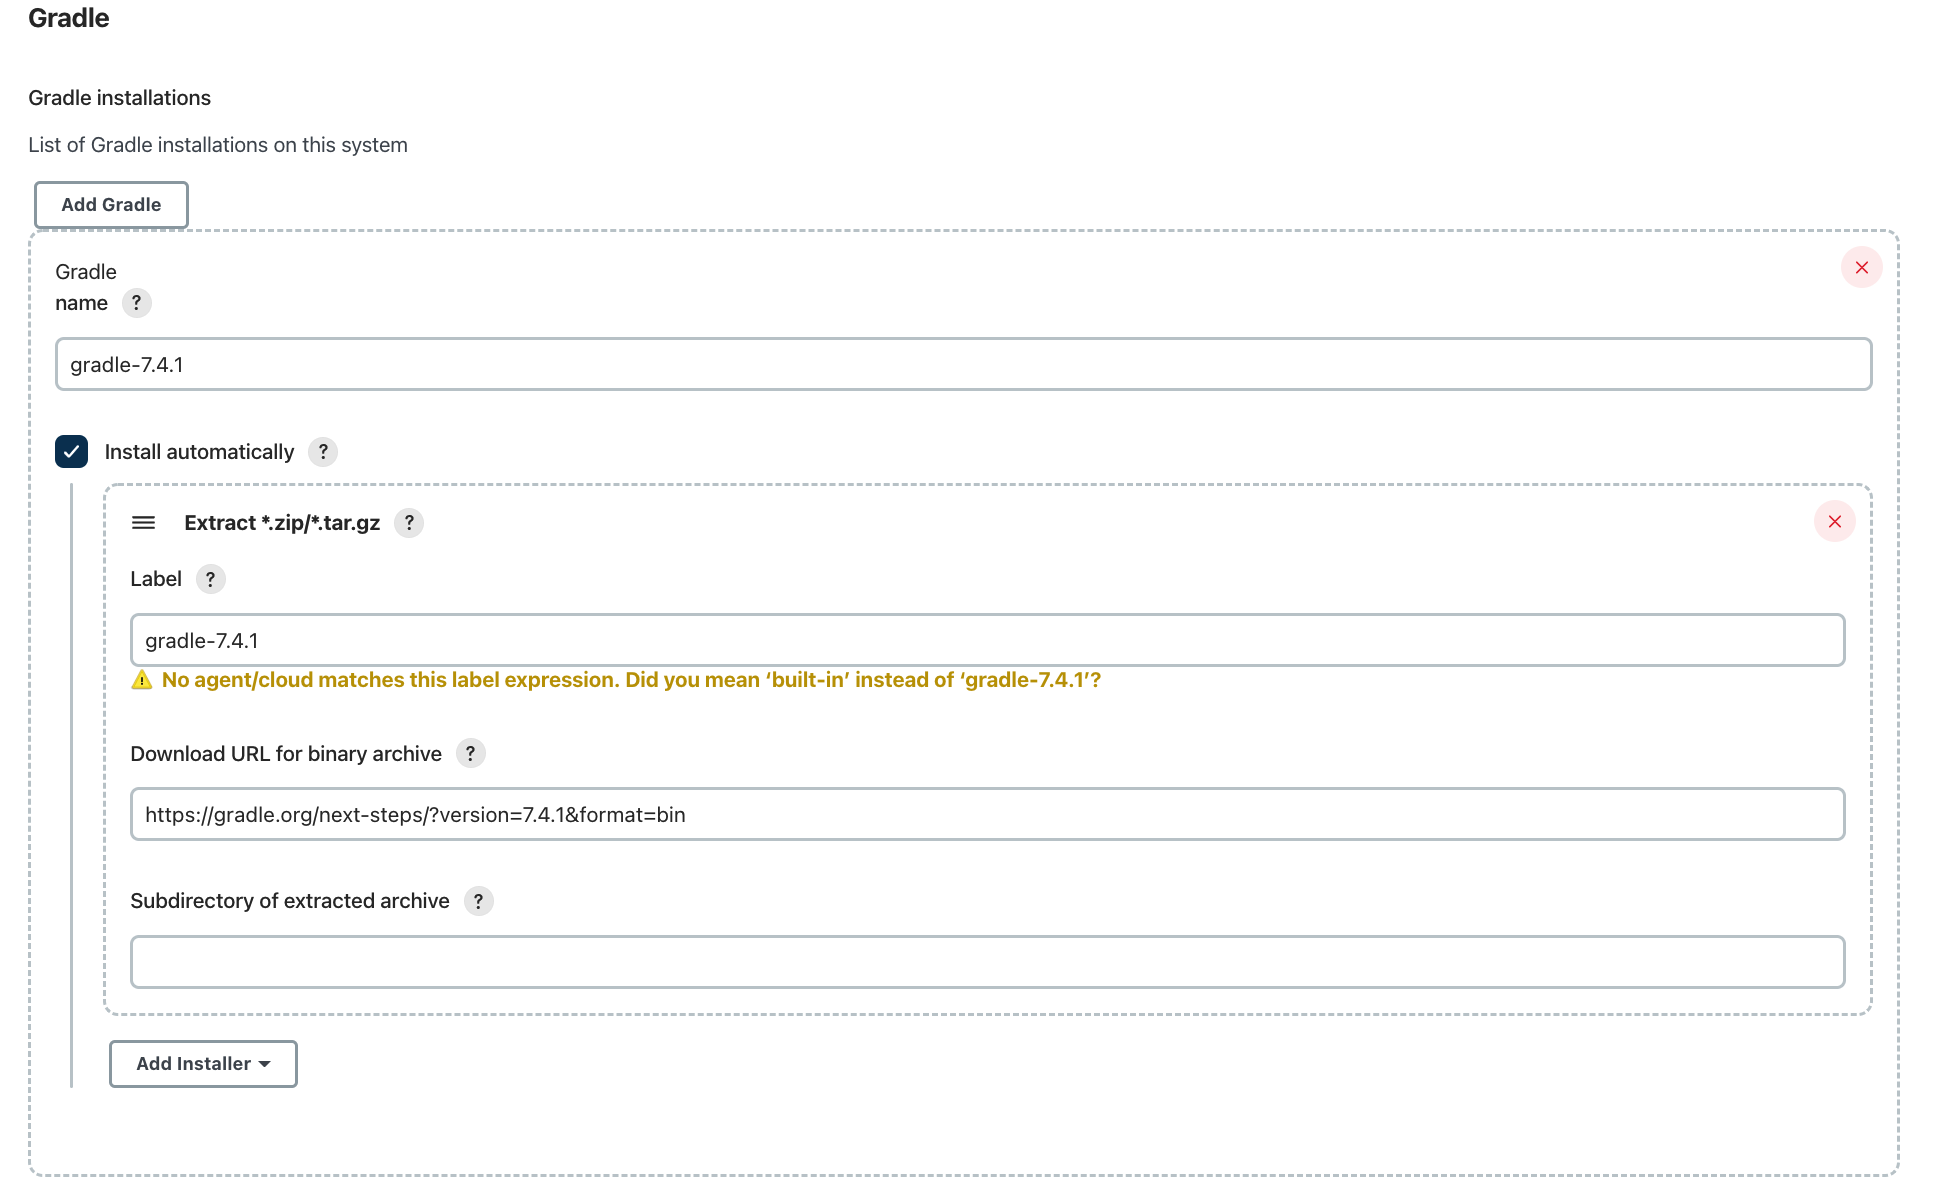 Gradle
Gradle installations
List of Gradle installations on this system
Add Gradle
Gradle
name ?
gradle-7.4.1
Install automatically ?
Extract *.zip/*.tar.gz ?
Label ?
gradle-7.4.1
No agent/cloud matches this label expression. Did you mean ‘built-in’ instead of ‘gradle-7.4.1’?
Download URL for binary archive ?
https://gradle.org/next-steps/?version=7.4.1&format=bin
Subdirectory of extracted archive ?
Add Installer